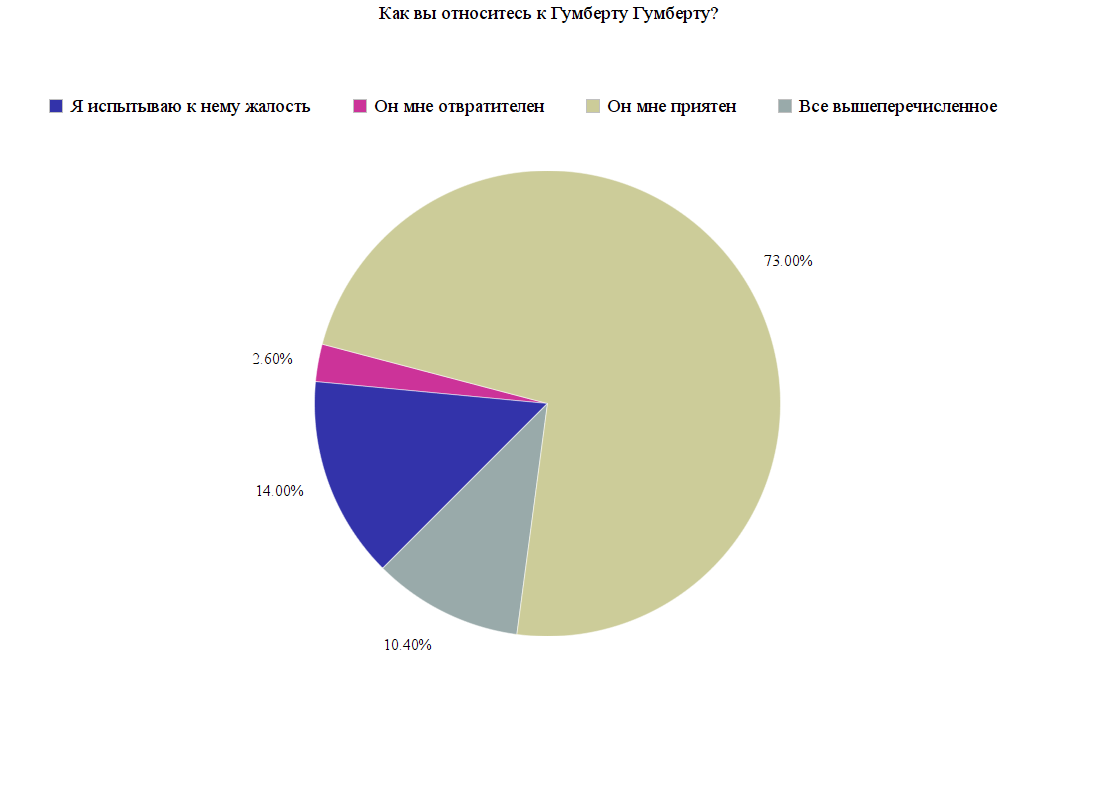 Как вы относитесь к Гумберту Гумберту?
Я испытываю к нему жалость Он мне отвратителен Он мне приятен Все вышеперечисленное
73.00%
2.60%
14.00%
10.40%